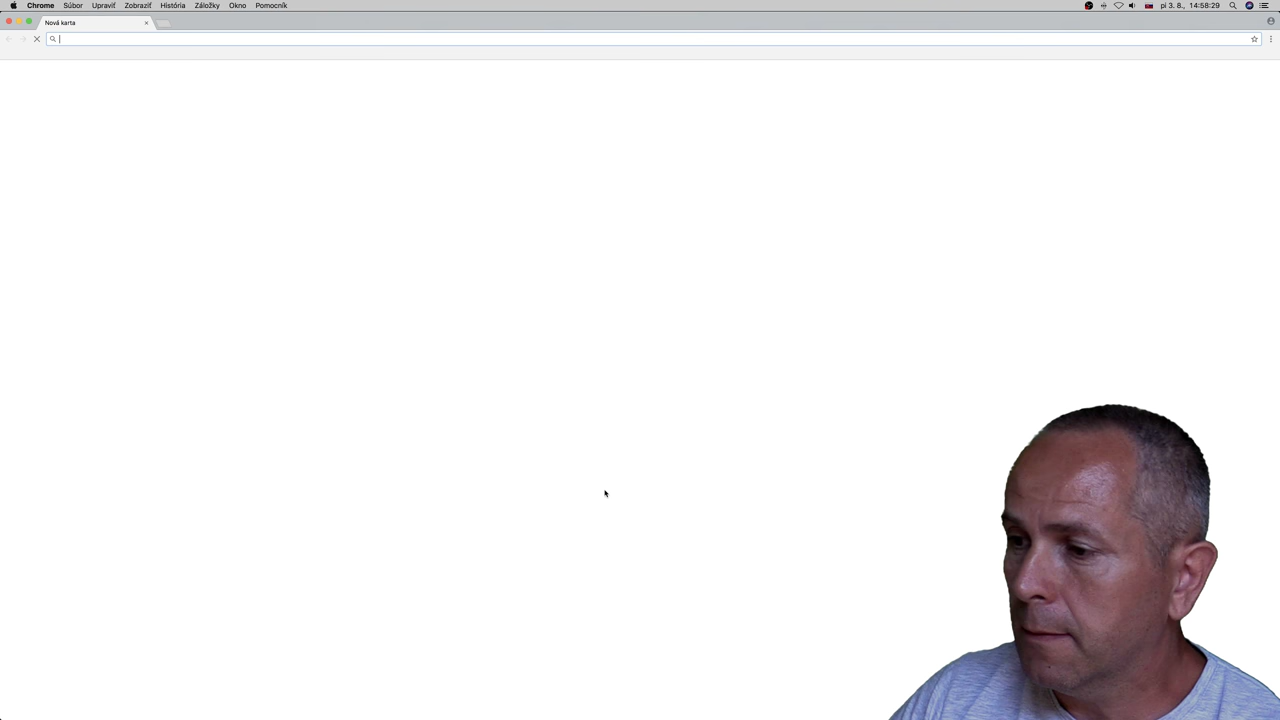 Chrome Súbor Upraviť Zobraziť História Záložky Okno Pomocník pi 3. 8., 14:58:29
Nová karta